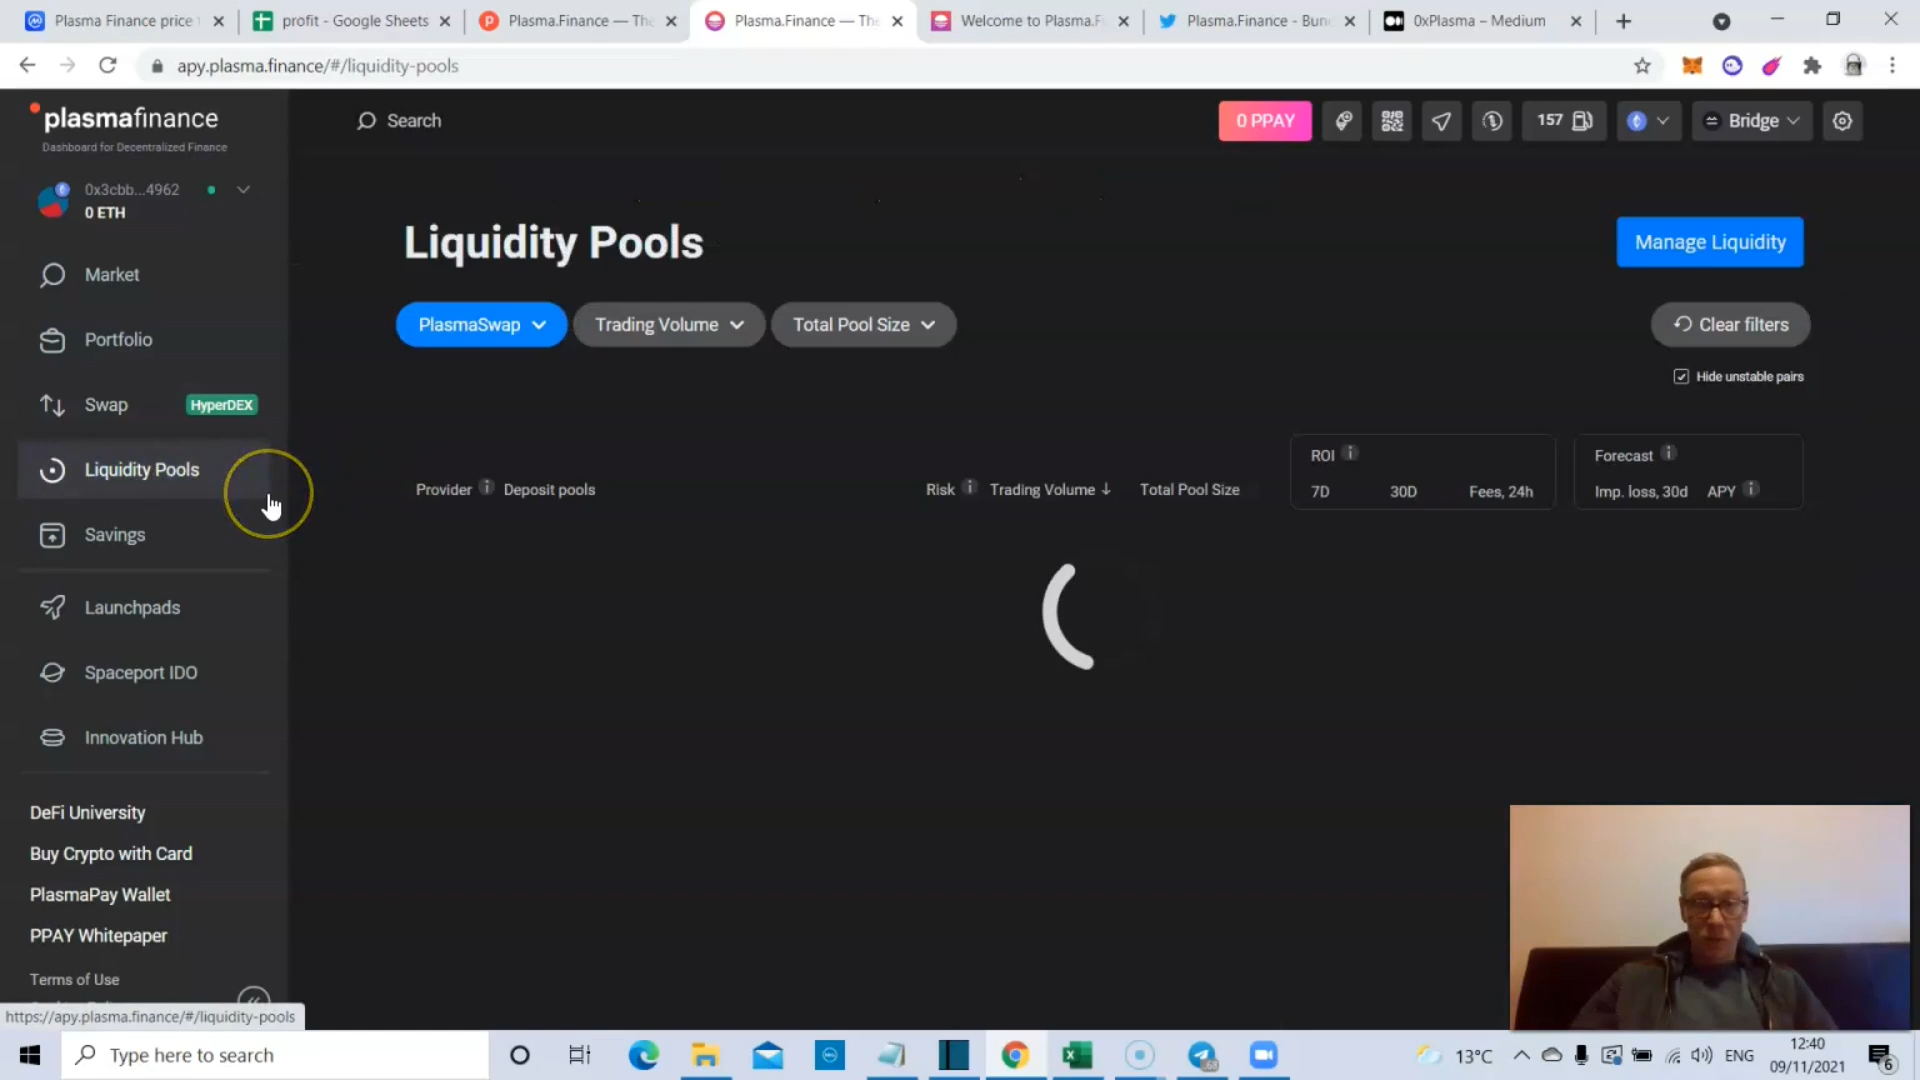 Plasma Finance price
profit - Google Sheets
Plasma.Finance — The
Plasma.Finance — The
Welcome to Plasma.F
Plasma.Finance - Bun
0xPlasma – Medium
apy.plasma.finance/#/liquidity-pools
plasmafinance
Dashboard for Decentralized Finance
Search
0 PPAY
157
Bridge
0x3cbb...4962
0 ETH
Market
Portfolio
Swap
HyperDEX
Liquidity Pools
Savings
Launchpads
Spaceport IDO
Innovation Hub
DeFi University
Buy Crypto with Card
PlasmaPay Wallet
PPAY Whitepaper
Terms of Use
https://apy.plasma.finance/#/liquidity-pools
Liquidity Pools
Manage Liquidity
PlasmaSwap
Trading Volume
Total Pool Size
Clear filters
Hide unstable pairs
Provider
Deposit pools
Risk
Trading Volume ↓
Total Pool Size
ROI
7D
30D
Fees, 24h
Forecast
Imp. loss, 30d
APY
Type here to search
13°C
ENG
12:40
09/11/2021
6